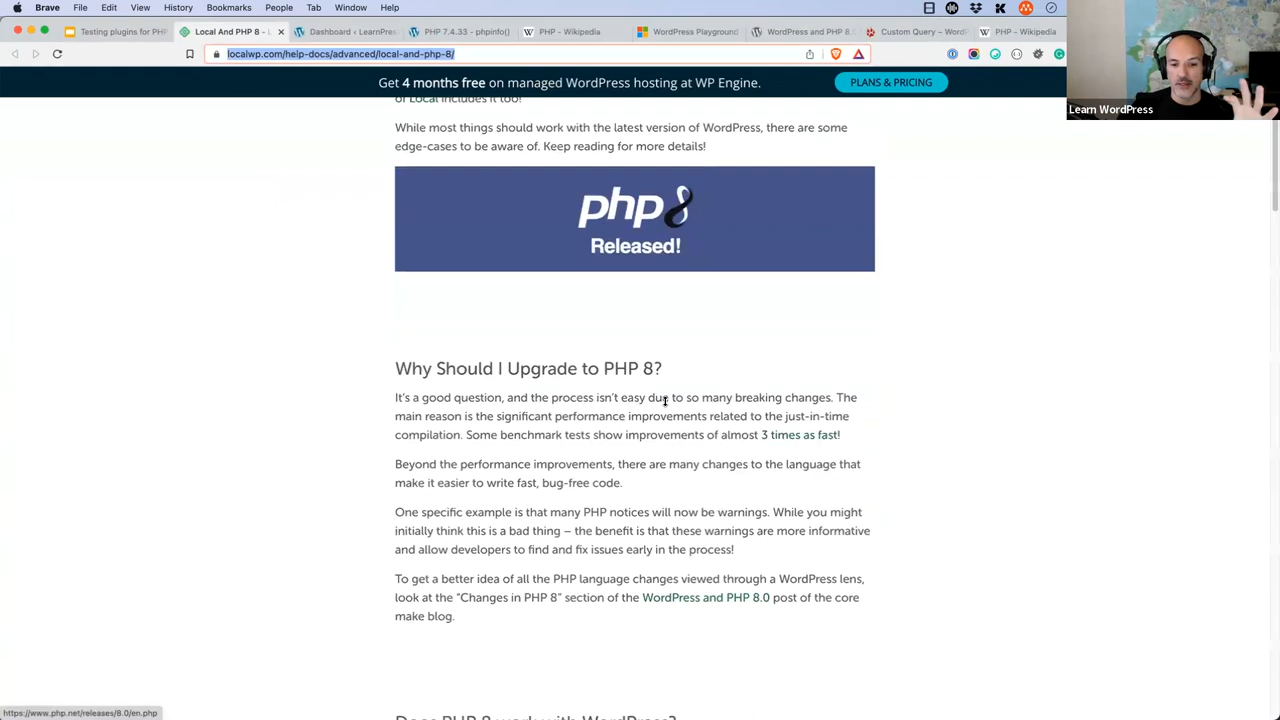 Brave File Edit View History Bookmarks People Tab Window Help
Testing plugins for PHP
Local And PHP 8 - L
Dashboard ‹ LearnPress
PHP 7.4.33 - phpinfo()
PHP - Wikipedia
WordPress Playground
WordPress and PHP 8.
Custom Query – WordP
PHP - Wikipedia
localwp.com/help-docs/advanced/local-and-php-8/
Get 4 months free on managed WordPress hosting at WP Engine.
PLANS & PRICING
Learn WordPress
of Local includes it too!
While most things should work with the latest version of WordPress, there are some
edge-cases to be aware of. Keep reading for more details!
php8
Released!
Why Should I Upgrade to PHP 8?
It's a good question, and the process isn't easy due to so many breaking changes. The
main reason is the significant performance improvements related to the just-in-time
compilation. Some benchmark tests show improvements of almost 3 times as fast!
Beyond the performance improvements, there are many changes to the language that
make it easier to write fast, bug-free code.
One specific example is that many PHP notices will now be warnings. While you might
initially think this is a bad thing – the benefit is that these warnings are more informative
and allow developers to find and fix issues early in the process!
To get a better idea of all the PHP language changes viewed through a WordPress lens,
look at the "Changes in PHP 8" section of the WordPress and PHP 8.0 post of the core
make blog.
Does PHP 8 work with WordPress?
https://www.php.net/releases/8.0/en.php